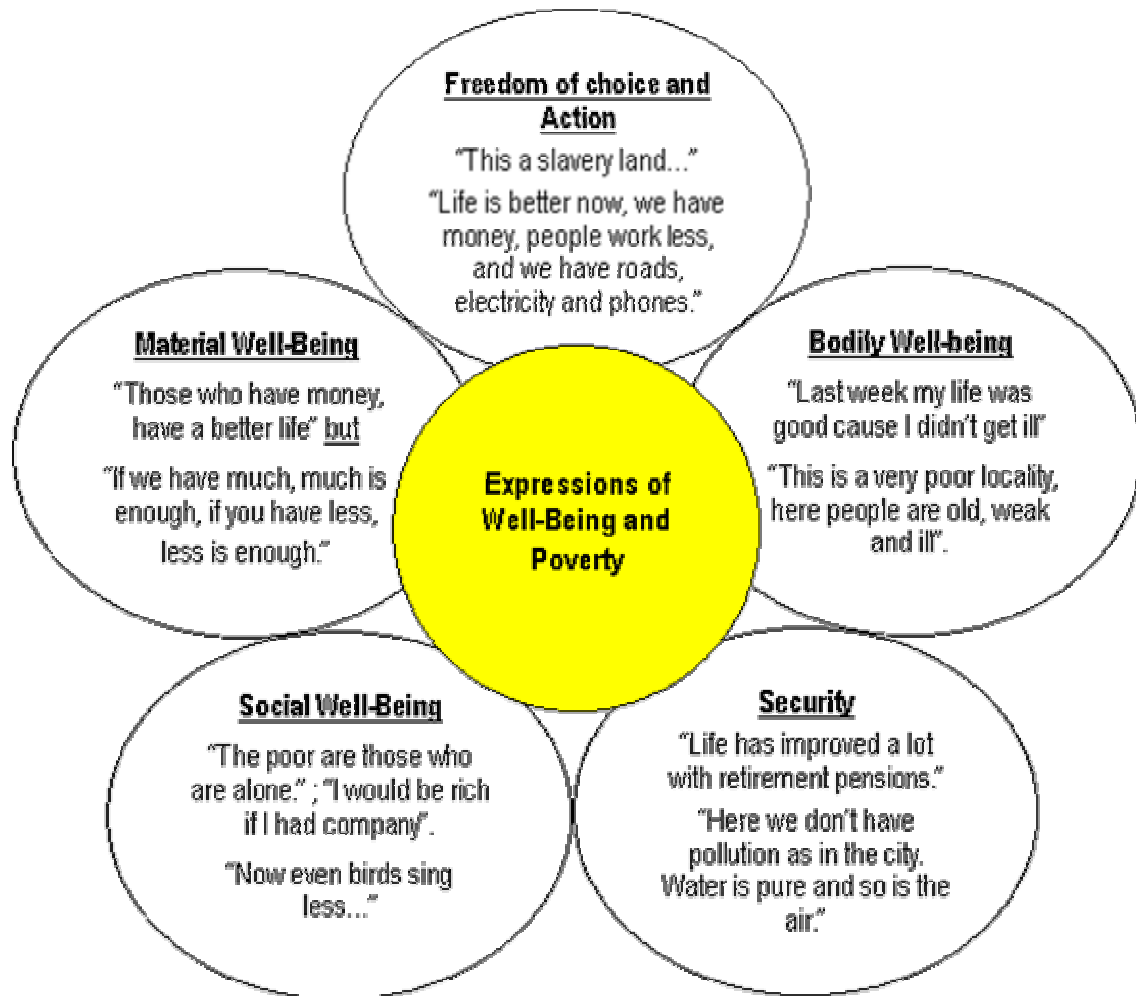 Freedom of choice and
Action
"This a slavery land..."
"Life is better now, we have
money, people work less,
and we have roads,
electricity and phones."
Material Well-Being
"Those who have money,
have a better life" but
"If we have much, much is
enough, if you have less,
less is enough."
Bodily Well-being
"Last week my life was
good cause I didn't get ill"
"This is a very poor locality,
here people are old, weak
and ill".
Expressions of
Well-Being and
Poverty
Social Well-Being
"The poor are those who
are alone." ; "I would be rich
if I had company".
"Now even birds sing
less..."
Security
"Life has improved a lot
with retirement pensions."
"Here we don't have
pollution as in the city.
Water is pure and so is the
air."